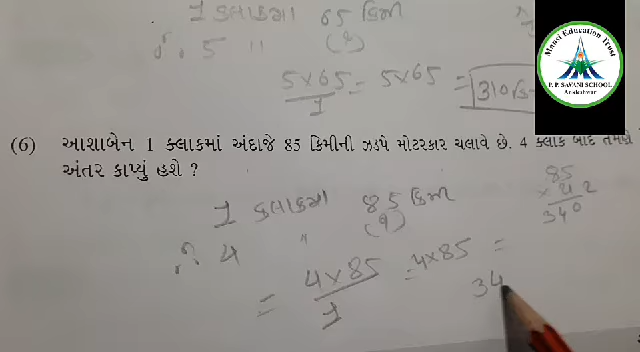 1 કલાકમાં 65 કિમી
∴ 5 " (?)
5×65/1 = 5×65 = 310 કિ
Mansi Education Trust
P. P. SAVANI SCHOOL
Ankleshwar
(6) આશાબેન 1 કલાકમાં અંદાજે 85 કિમીની ઝડપે મોટરકાર ચલાવે છે. 4 કલાક બાદ તેમણે
અંતર કાપ્યું હશે ?
1 કલાકમાં 85 કિમી
∴ 4 " (?)
= 4×85/1 = 4×85 =
34
85
× 4 2
340